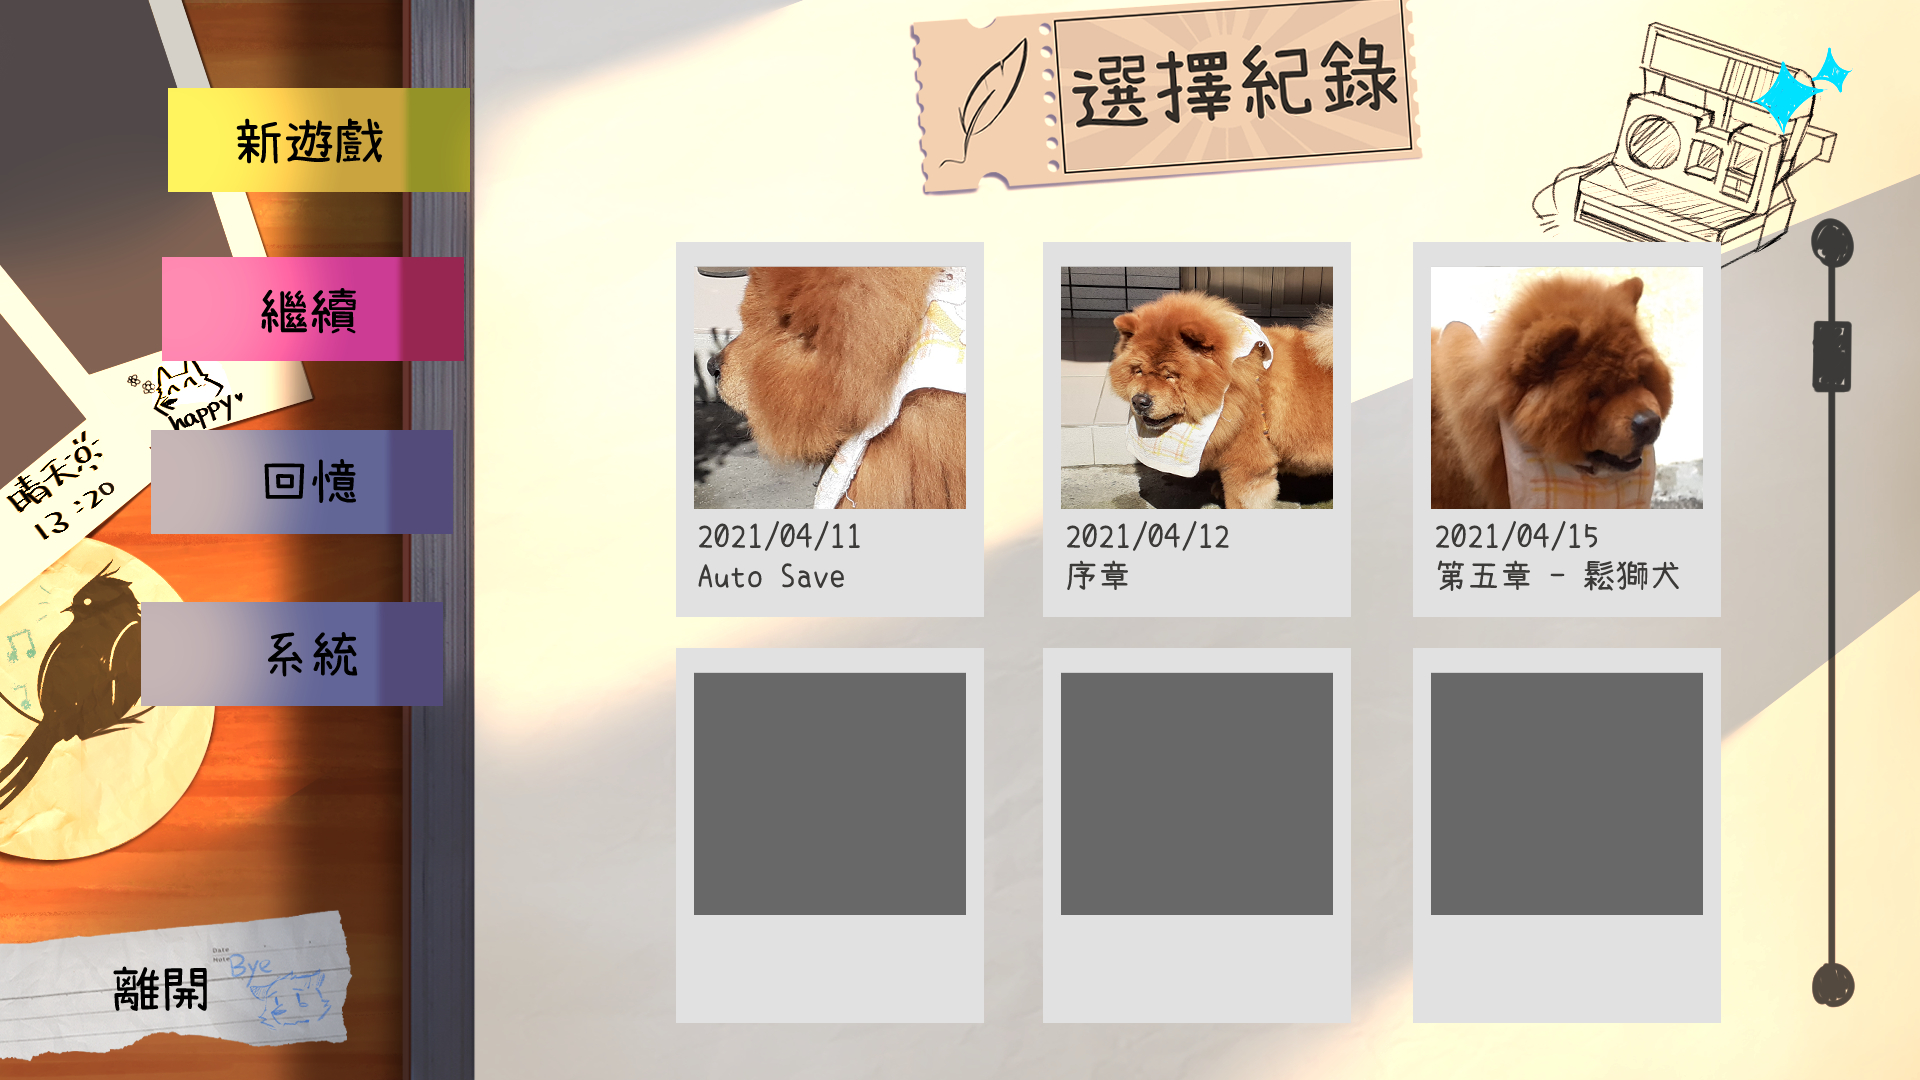 選擇紀錄
新遊戲
繼續
happy
晴天
13:20
回憶
系統
Date
Note
Bye
離開
2021/04/11
Auto Save
2021/04/12
序章
2021/04/15
第五章 - 鬆獅犬